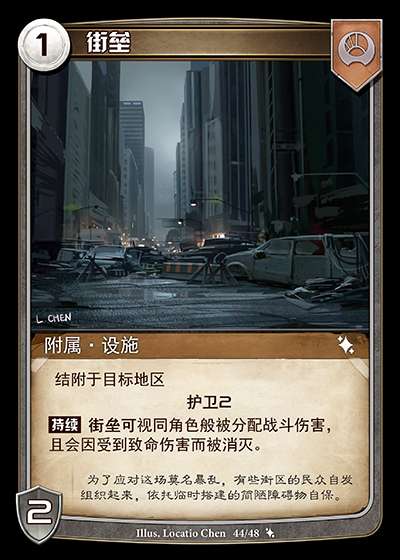 1
街垒
L CHEN
附属·设施
结附于目标地区
护卫2
持续 街垒可视同角色般被分配战斗伤害，
且会因受到致命伤害而被消灭。
为了应对这场莫名暴乱，有些街区的民众自发
组织起来，依托临时搭建的简陋障碍物自保。
2
Illus. Locatio Chen 44/48